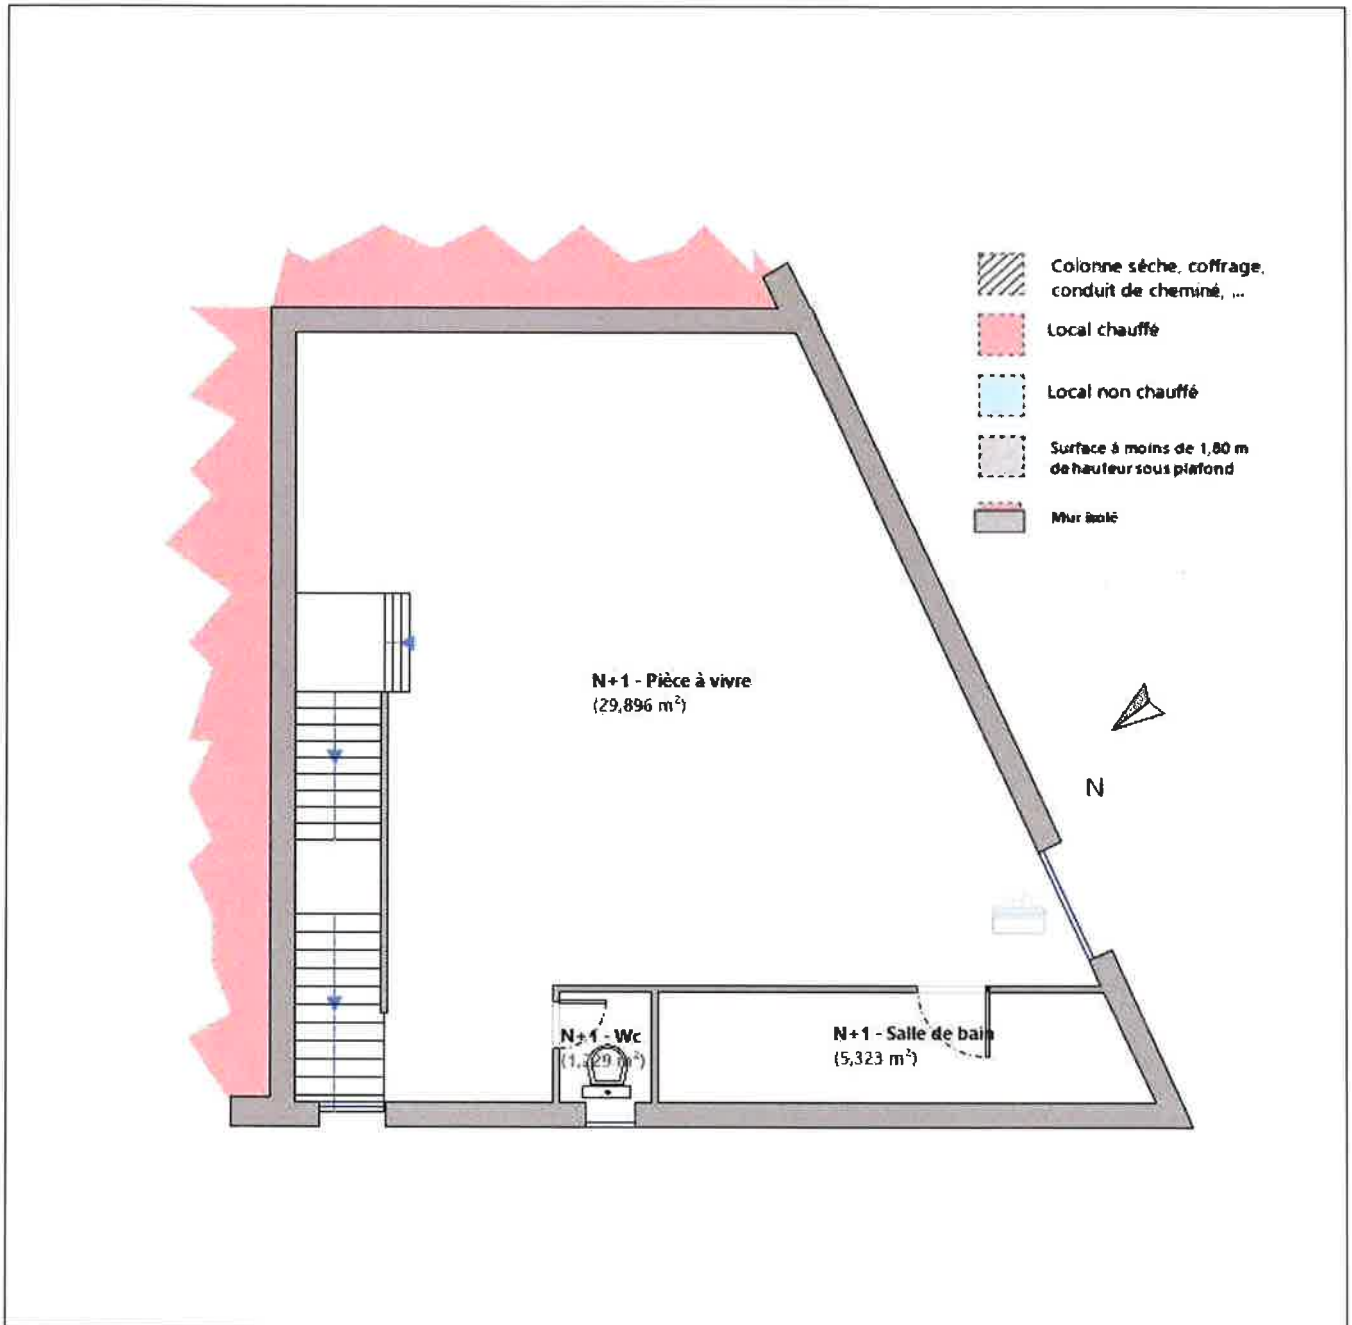 Colonne sèche, coffrage,
conduit de cheminé, ...
Local chauffé
Local non chauffé
Surface à moins de 1,80 m
de hauteur sous plafond
Mur isolé
N+1 - Pièce à vivre
(29,896 m²)
N
N+1 - Wc
N+1 - Salle de bain
(5,323 m²)